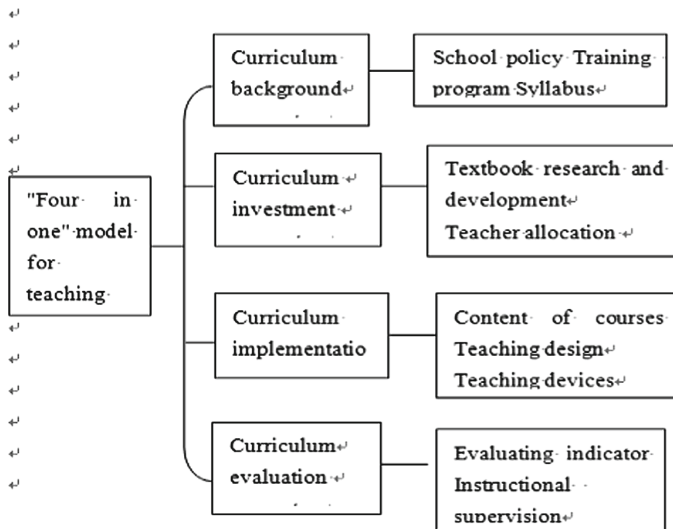 "Four in
one" model
for
teaching
Curriculum
background
School policy Training
program Syllabus
Curriculum
investment
Textbook research and
development
Teacher allocation
Curriculum
implementatio
Content of courses
Teaching design
Teaching devices
Curriculum
evaluation
Evaluating indicator
Instructional
supervision